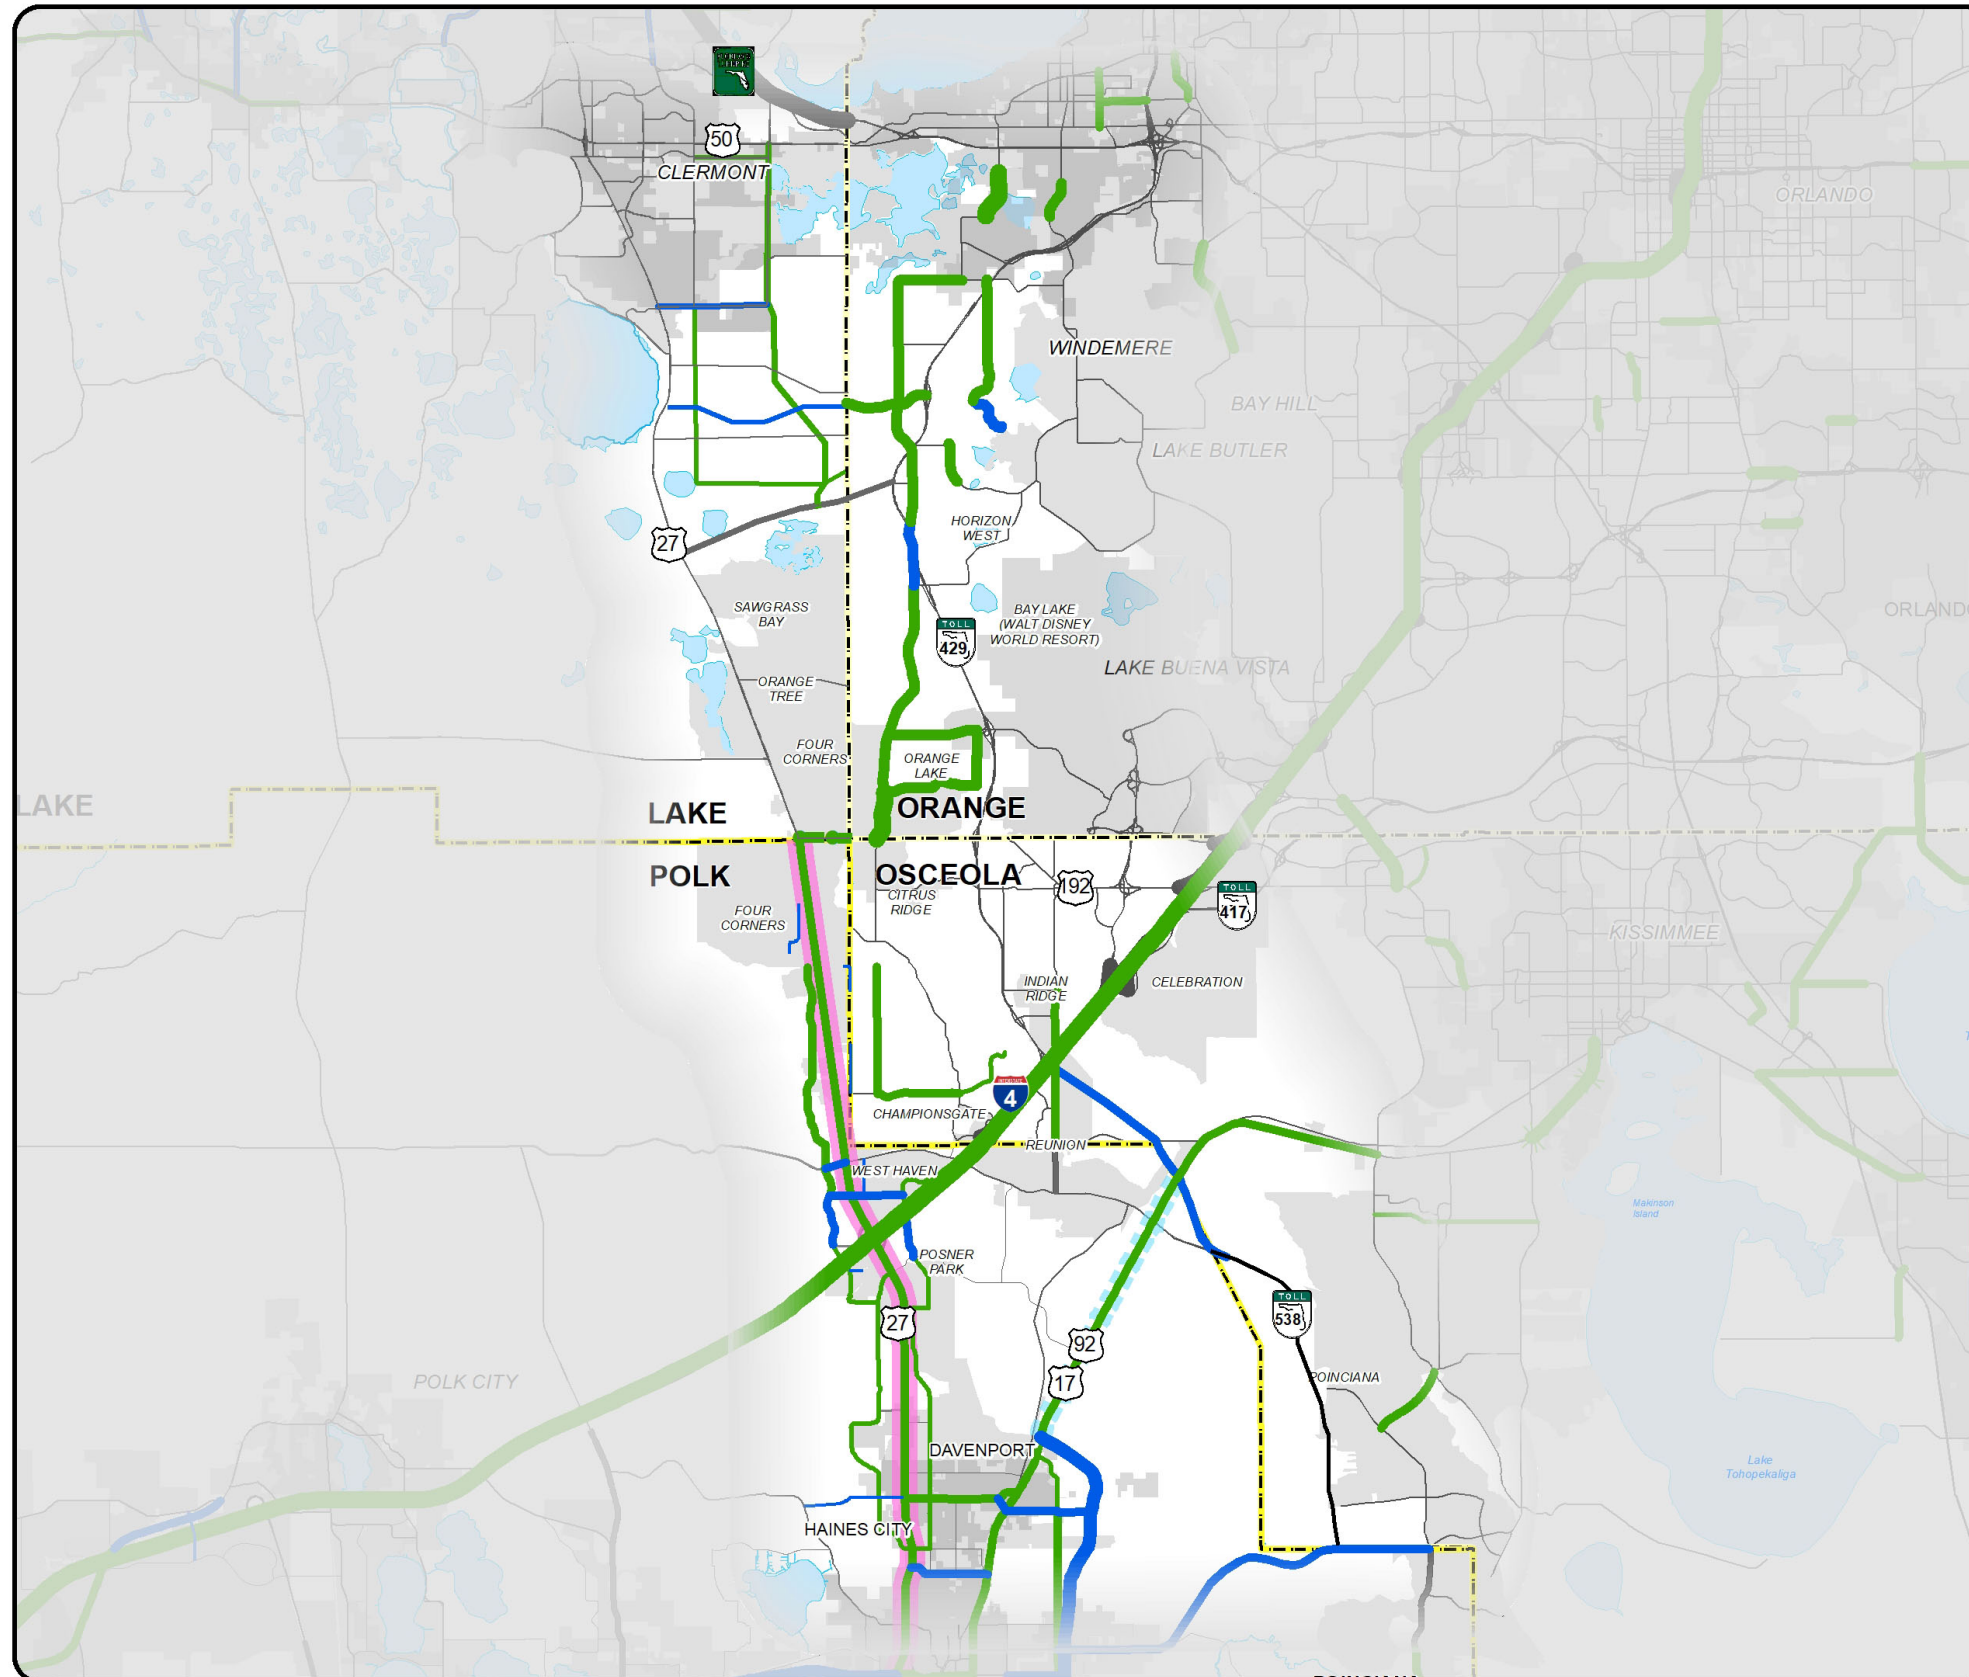 50
CLERMONT
ORLANDO
WINDEMERE
BAY HILL
LAKE BUTLER
HORIZON
WEST
27
SAWGRASS
BAY
BAY LAKE
(WALT DISNEY
WORLD RESORT)
ORLANDO
TOLL
429
LAKE BUENA VISTA
ORANGE
TREE
FOUR
CORNERS
ORANGE
LAKE
LAKE
LAKE
ORANGE
POLK
OSCEOLA
CITRUS
RIDGE
192
TOLL
417
FOUR
CORNERS
KISSIMMEE
INDIAN
RIDGE
CELEBRATION
4
CHAMPIONSGATE
REUNION
WEST HAVEN
Makinson
Island
POSNER
PARK
TOLL
538
27
92
17
POLK CITY
POINCIANA
DAVENPORT
Lake
Tohopekaliga
HAINES CITY